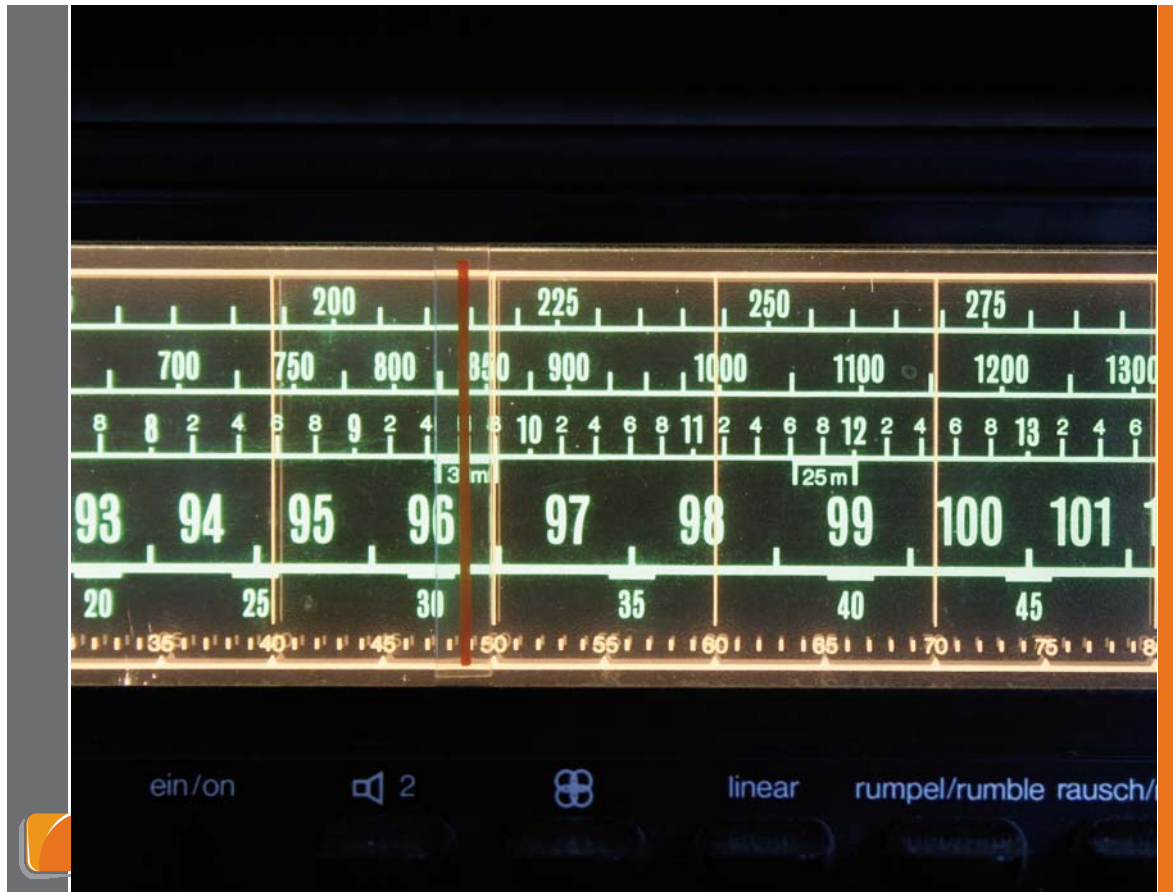 200 225 250 275
700 750 800 850 900 1000 1100 1200 1300
8 8 2 4 6 8 9 2 4 8 10 2 4 6 8 11 2 4 6 8 12 2 4 6 8 13 2 4 6
25m
93 94 95 96 97 98 99 100 101
20 25 30 35 40 45
35 40 45 50 55 60 65 70 75
ein/on 2 linear rumpel/rumble rausch/